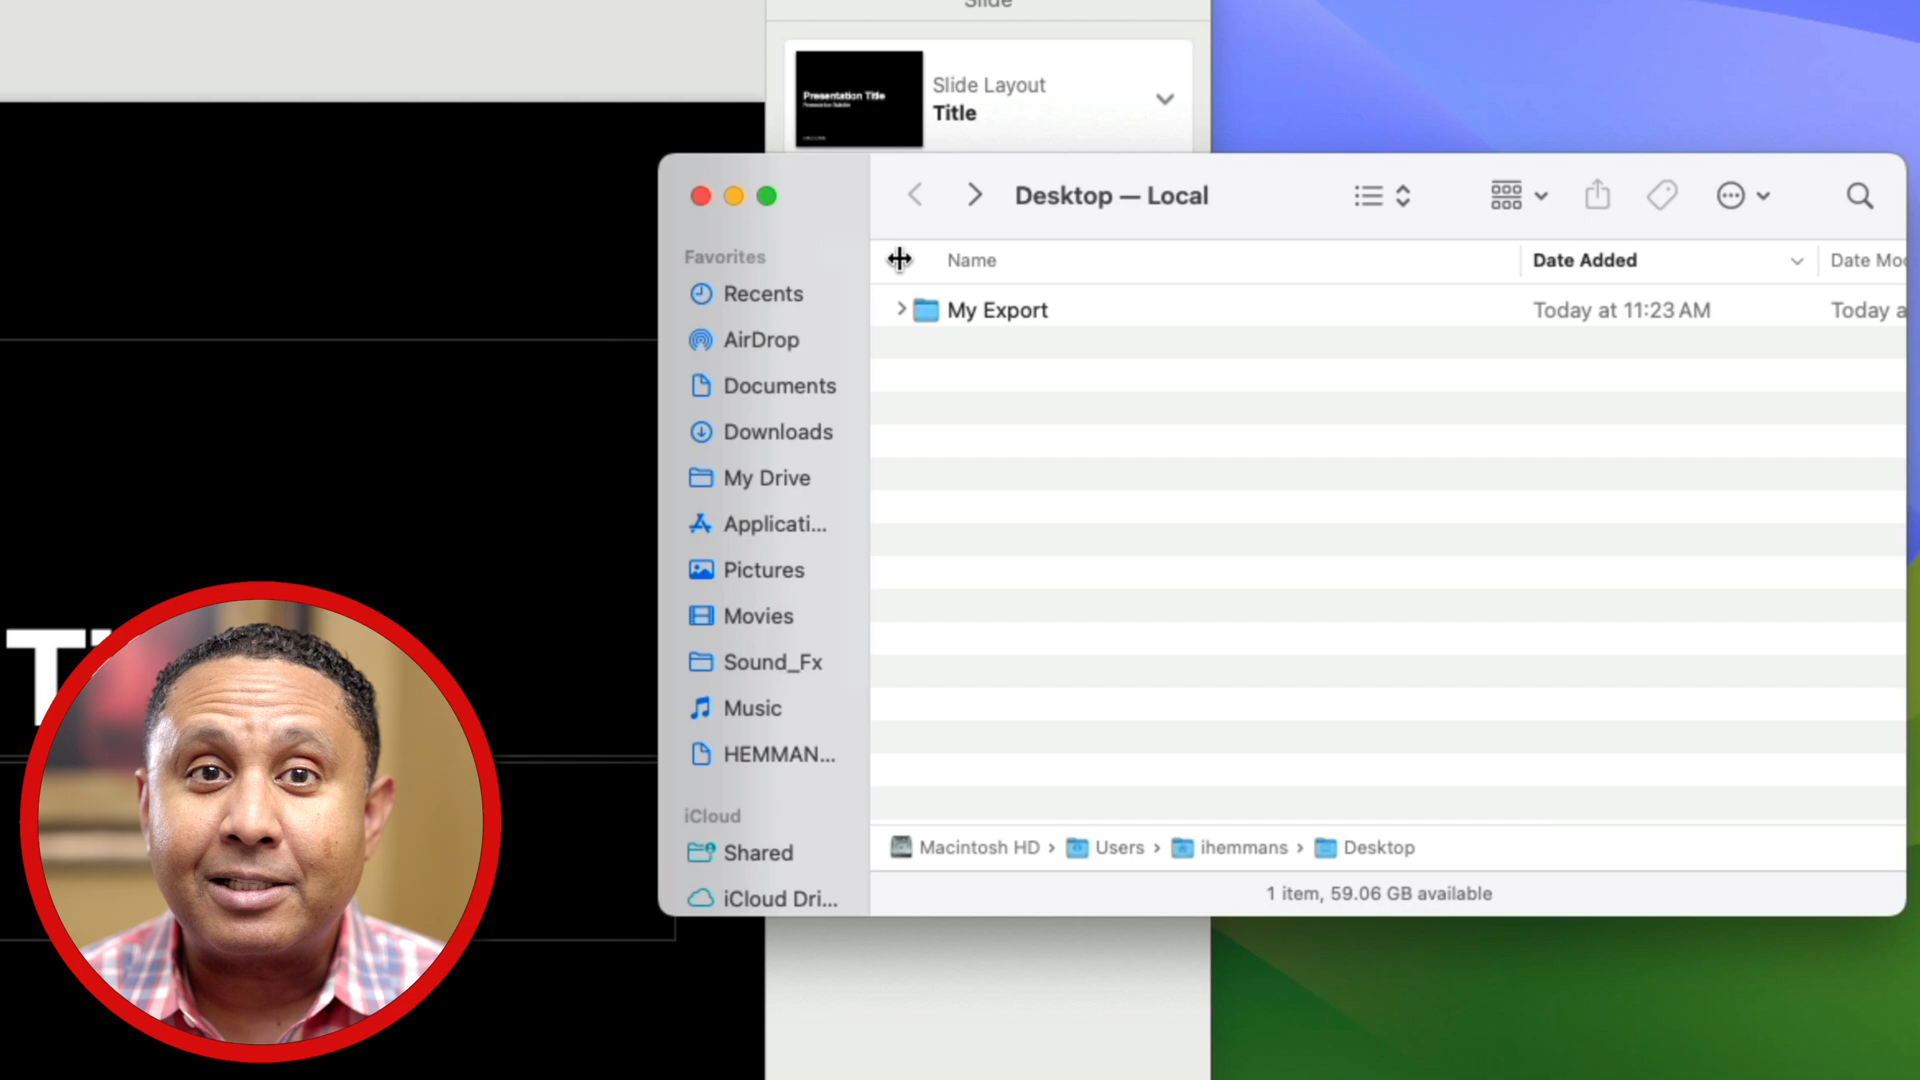 Slide
Presentation Title
Slide Layout
Title
Desktop — Local
Favorites
Name
Date Added
Date Mo
Recents
My Export
Today at 11:23 AM
Today a
AirDrop
Documents
Downloads
My Drive
Applicati...
Pictures
Movies
Sound_Fx
Music
HEMMAN...
iCloud
Shared
iCloud Dri...
Macintosh HD › Users › ihemmans › Desktop
1 item, 59.06 GB available